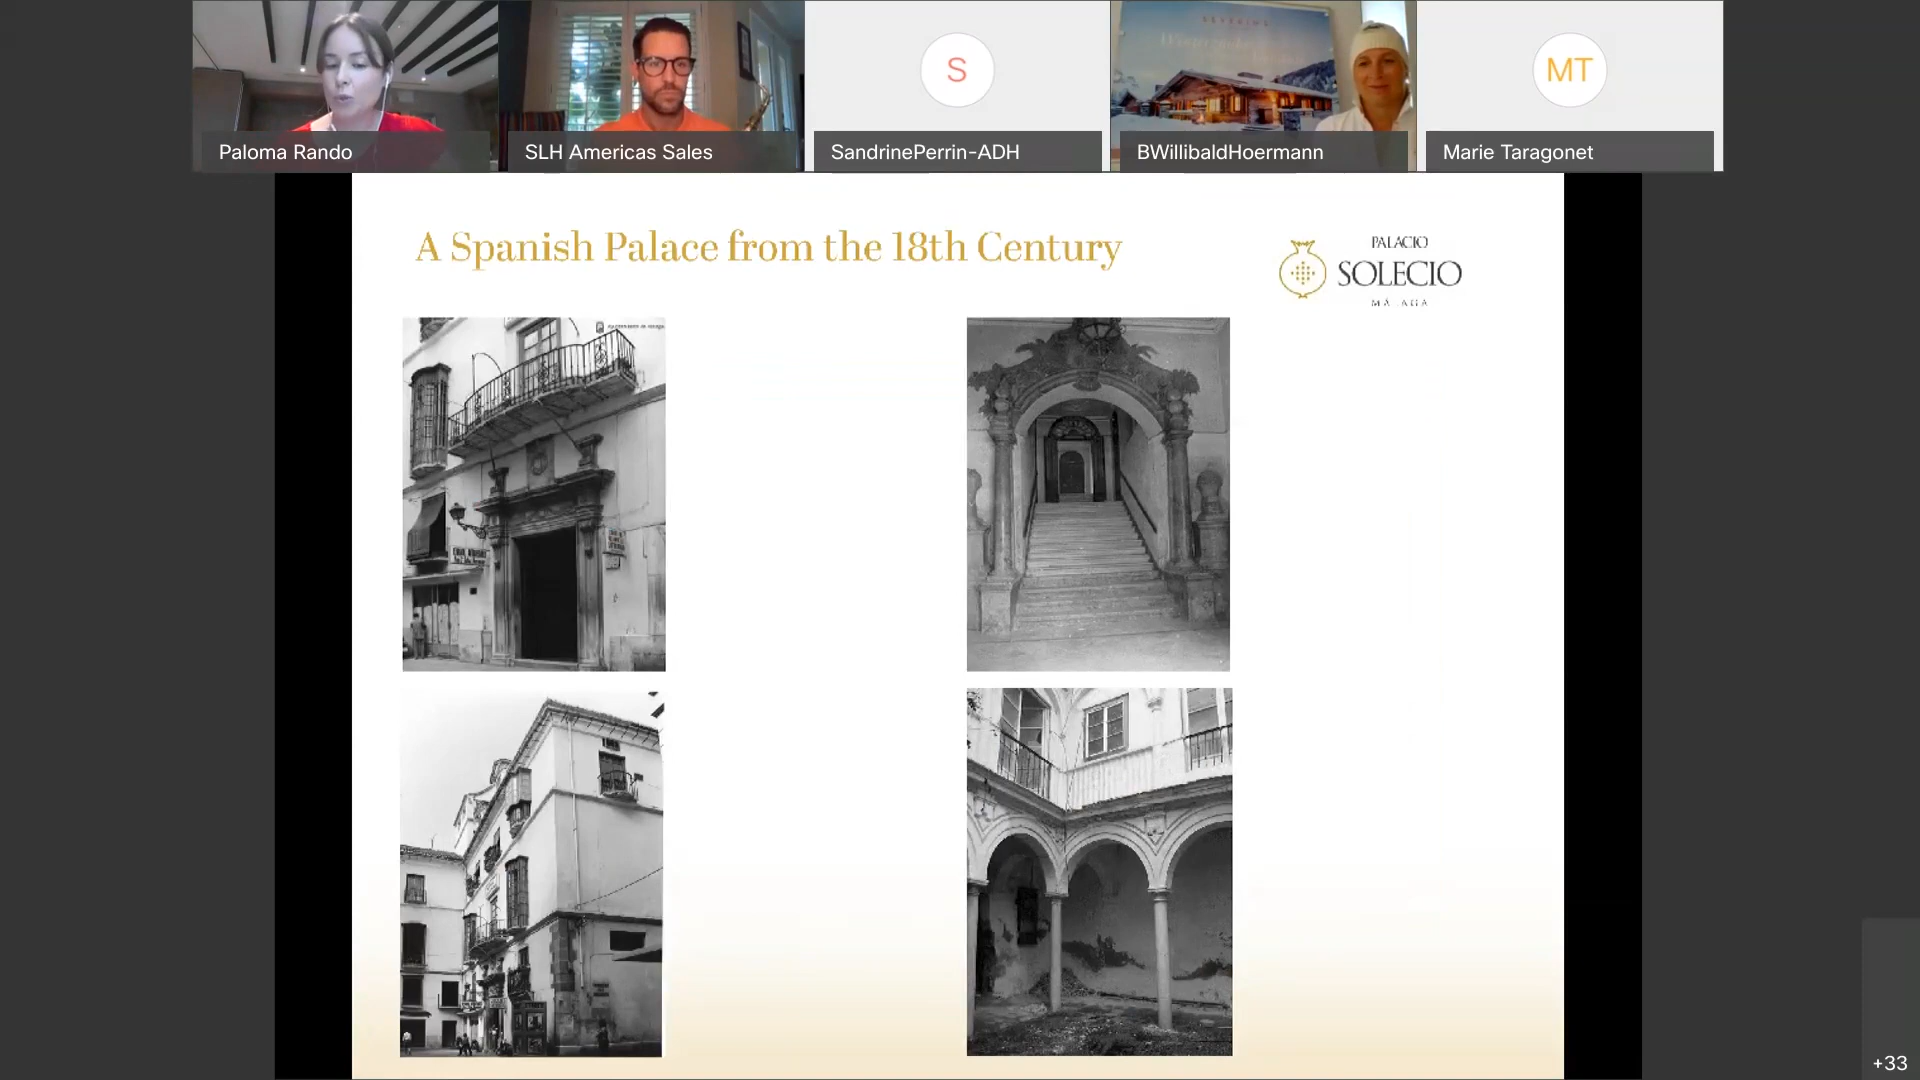 Paloma Rando
SLH Americas Sales
S
SandrinePerrin-ADH
BWillibaldHoermann
MT
Marie Taragonet
A Spanish Palace from the 18th Century
PALACIO
SOLECIO
MÁLAGA
+33